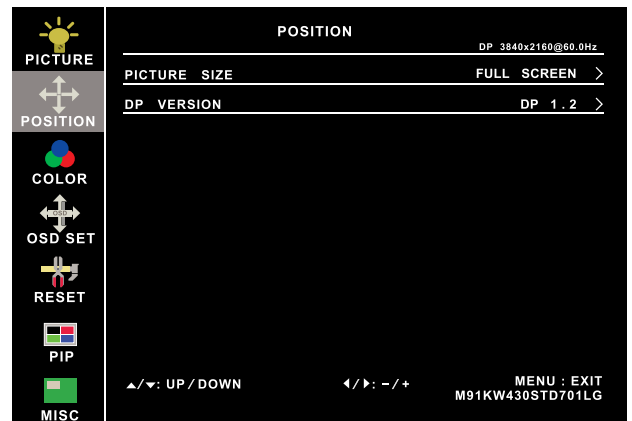 POSITION
DP 3840x2160@60.0Hz
PICTURE
PICTURE SIZE FULL SCREEN >
DP VERSION DP 1.2 >
POSITION
COLOR
OSD
OSD SET
RESET
PIP
▲/▼: UP/DOWN ◀/▶: -/+ MENU : EXIT
M91KW430STD701LG
MISC